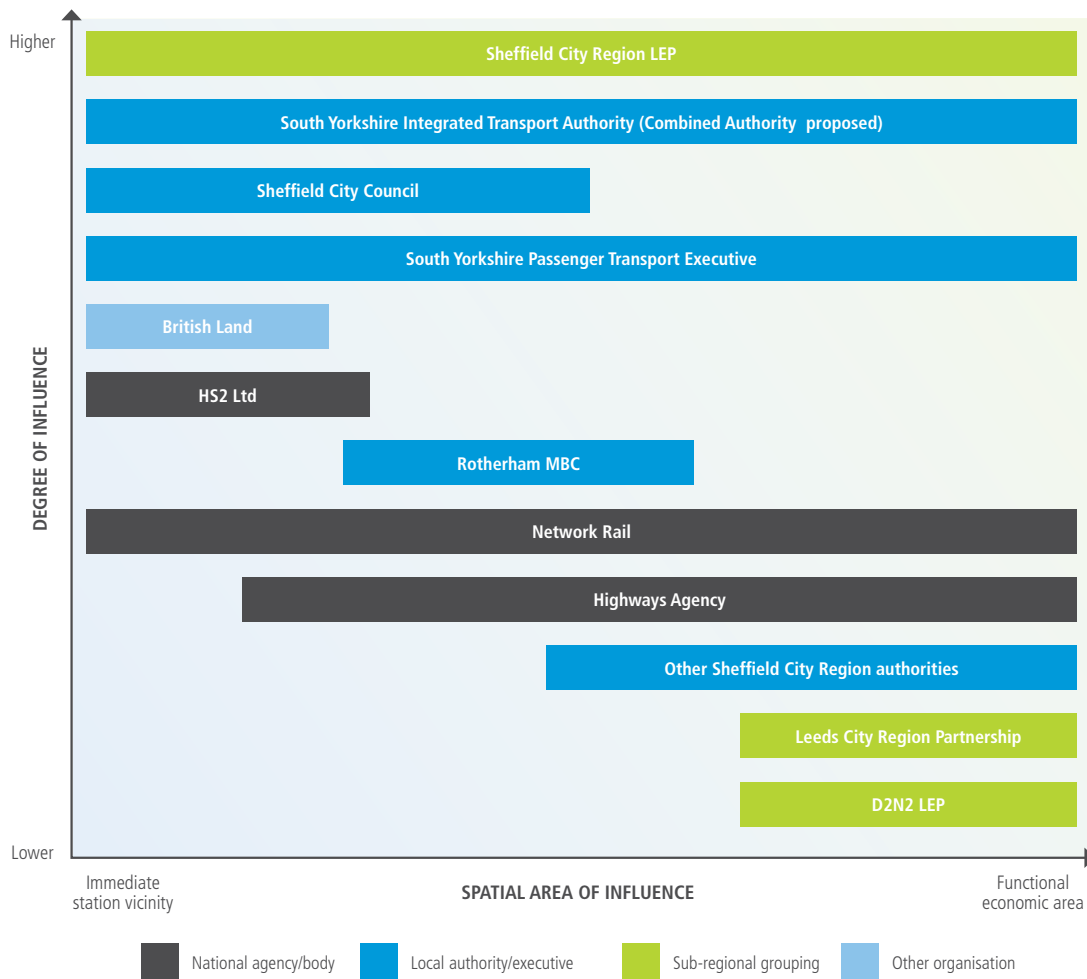 Higher
Sheffield City Region LEP
South Yorkshire Integrated Transport Authority (Combined Authority proposed)
Sheffield City Council
South Yorkshire Passenger Transport Executive
British Land
HS2 Ltd
DEGREE OF INFLUENCE
Rotherham MBC
Network Rail
Highways Agency
Other Sheffield City Region authorities
Leeds City Region Partnership
D2N2 LEP
Lower
Immediate
station vicinity
SPATIAL AREA OF INFLUENCE
Functional
economic area
National agency/body
Local authority/executive
Sub-regional grouping
Other organisation